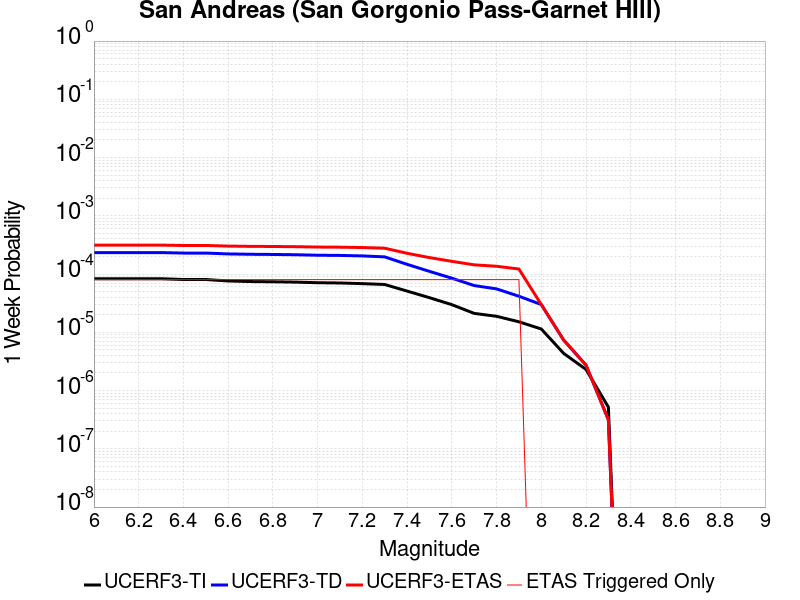 San Andreas (San Gorgonio Pass-Garnet HIll)
10 0
10 -1
10 -2
10 -3
10 -4
10 -5
10 -6
10 -7
10 -8
1 Week Probability
6 6.2 6.4 6.6 6.8 7 7.2 7.4 7.6 7.8 8 8.2 8.4 8.6 8.8 9
Magnitude
UCERF3-TI UCERF3-TD UCERF3-ETAS ETAS Triggered Only